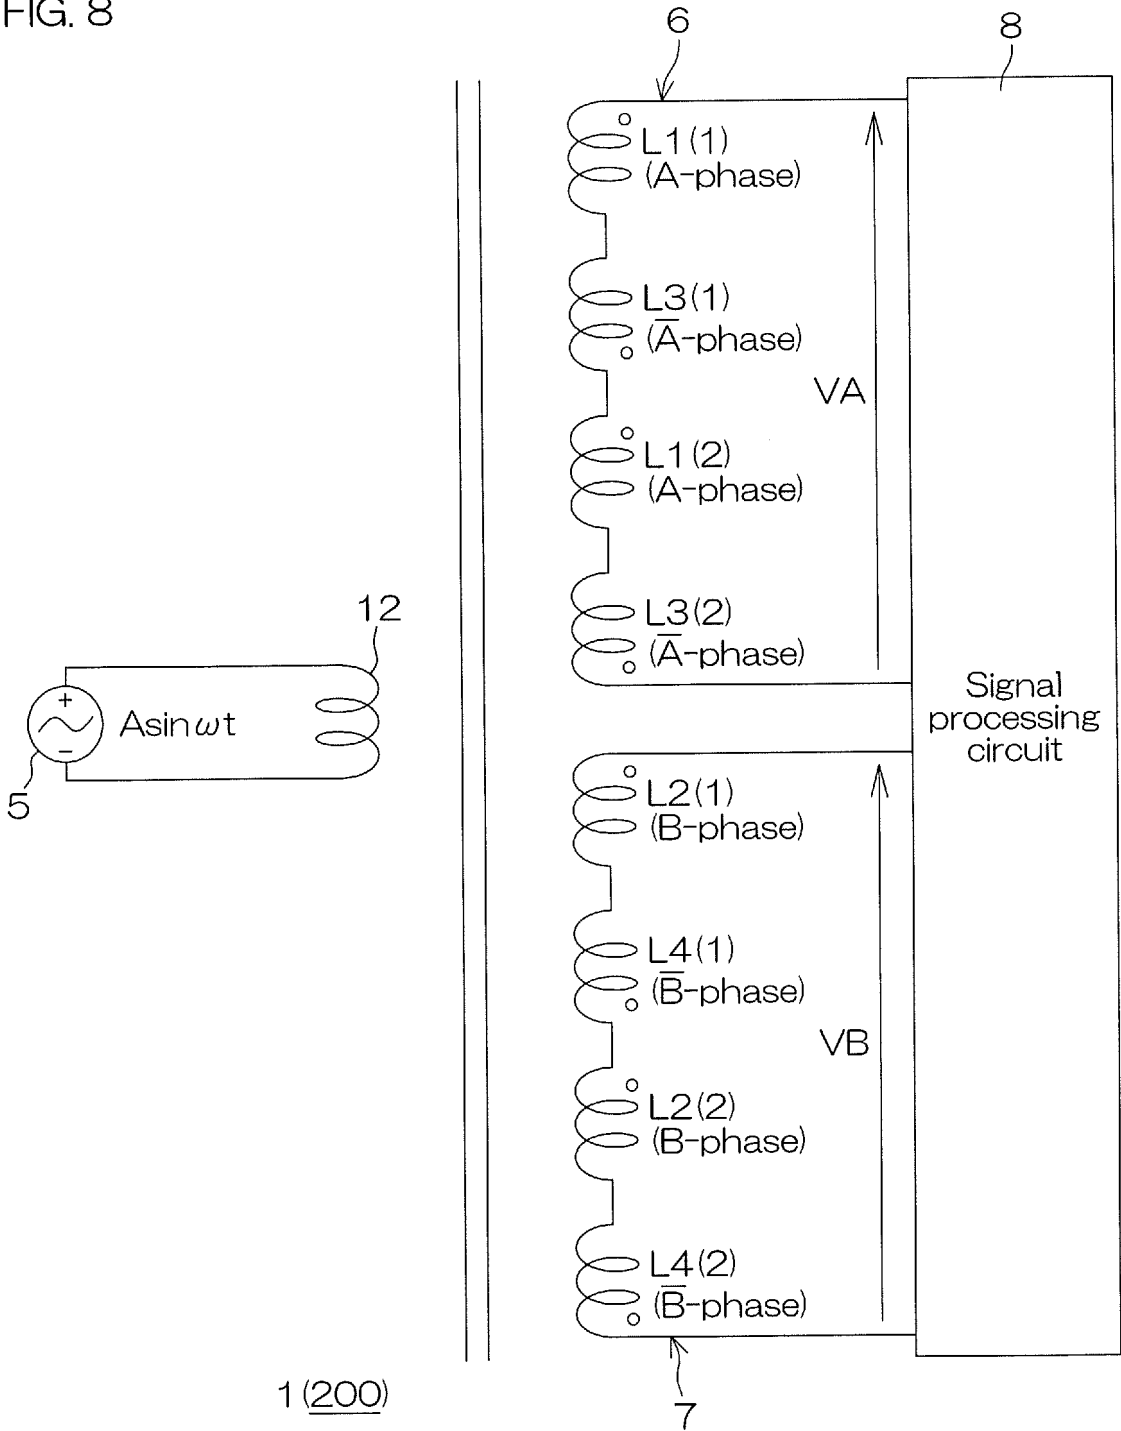 FIG. 8
6
8
L1(1)
(A-phase)
L3(1)
(A̅-phase)
VA
L1(2)
(A-phase)
L3(2)
(A̅-phase)
12
+
−
Asinωt
5
Signal
processing
circuit
L2(1)
(B-phase)
L4(1)
(B̅-phase)
VB
L2(2)
(B-phase)
L4(2)
(B̅-phase)
1(200)
7